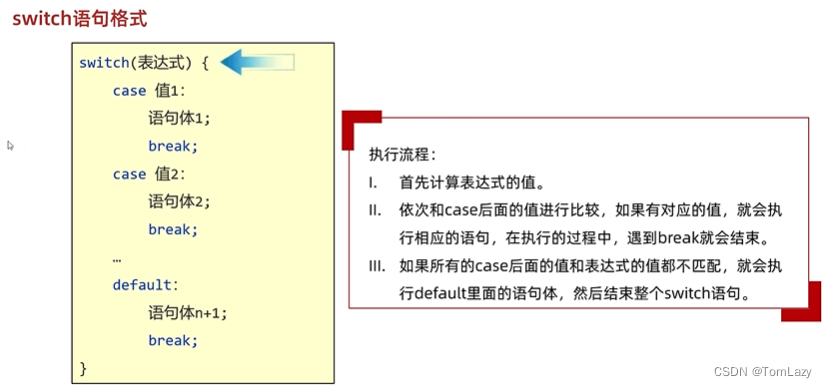 switch语句格式
switch(表达式) {
case 值1:
语句体1;
break;
case 值2:
语句体2;
break;
…
default:
语句体n+1;
break;
}
执行流程：
I. 首先计算表达式的值。
II. 依次和case后面的值进行比较，如果有对应的值，就会执
行相应的语句，在执行的过程中，遇到break就会结束。
III. 如果所有的case后面的值和表达式的值都不匹配，就会执
行default里面的语句体，然后结束整个switch语句。
CSDN @TomLazy